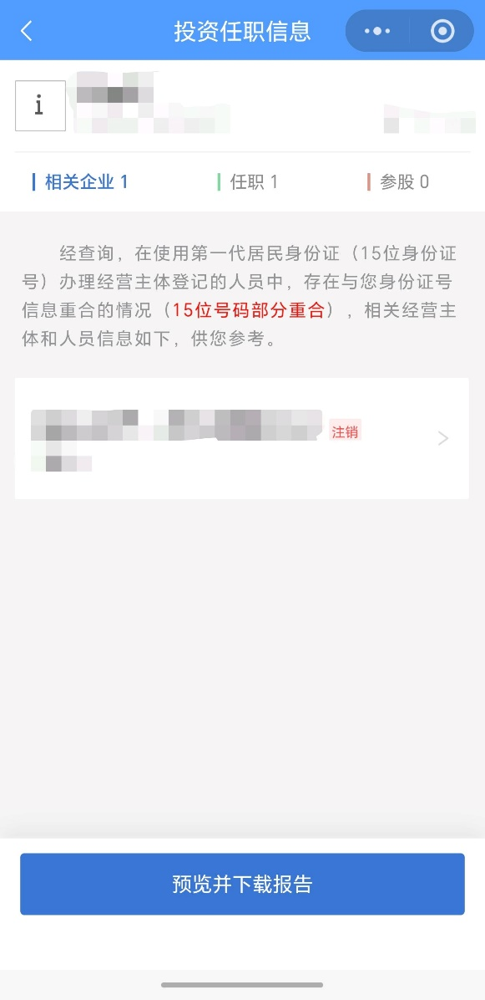 投资任职信息
i
相关企业 1 任职 1 参股 0
经查询，在使用第一代居民身份证（15位身份证
号）办理经营主体登记的人员中，存在与您身份证号
信息重合的情况（15位号码部分重合），相关经营主
体和人员信息如下，供您参考。
注销
预览并下载报告